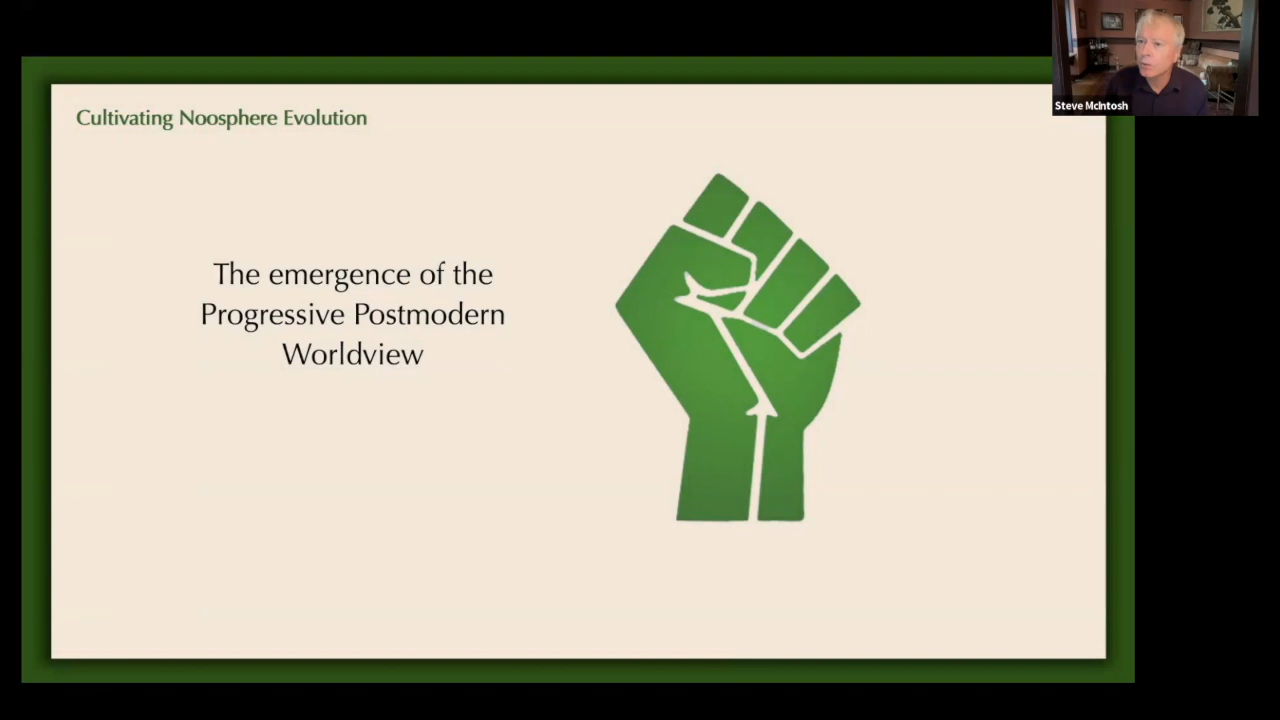 Cultivating Noosphere Evolution
Steve McIntosh
The emergence of the
Progressive Postmodern
Worldview